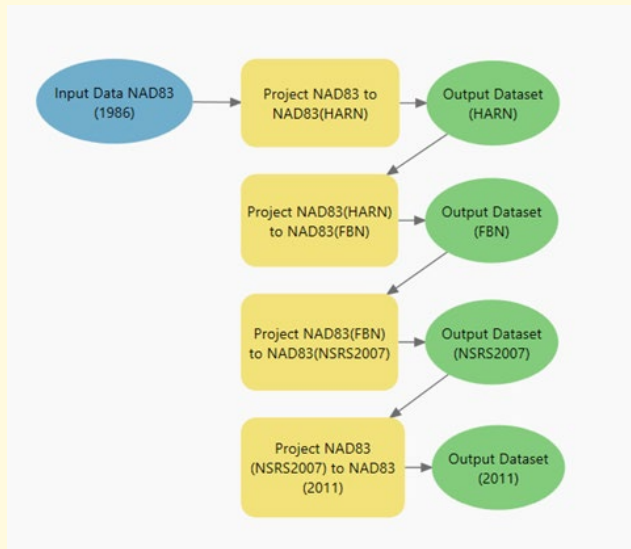 Input Data NAD83
(1986)
Project NAD83 to
NAD83(HARN)
Output Dataset
(HARN)
Project NAD83(HARN)
to NAD83(FBN)
Output Dataset
(FBN)
Project NAD83(FBN)
to NAD83(NSRS2007)
Output Dataset
(NSRS2007)
Project NAD83
(NSRS2007) to NAD83
(2011)
Output Dataset
(2011)